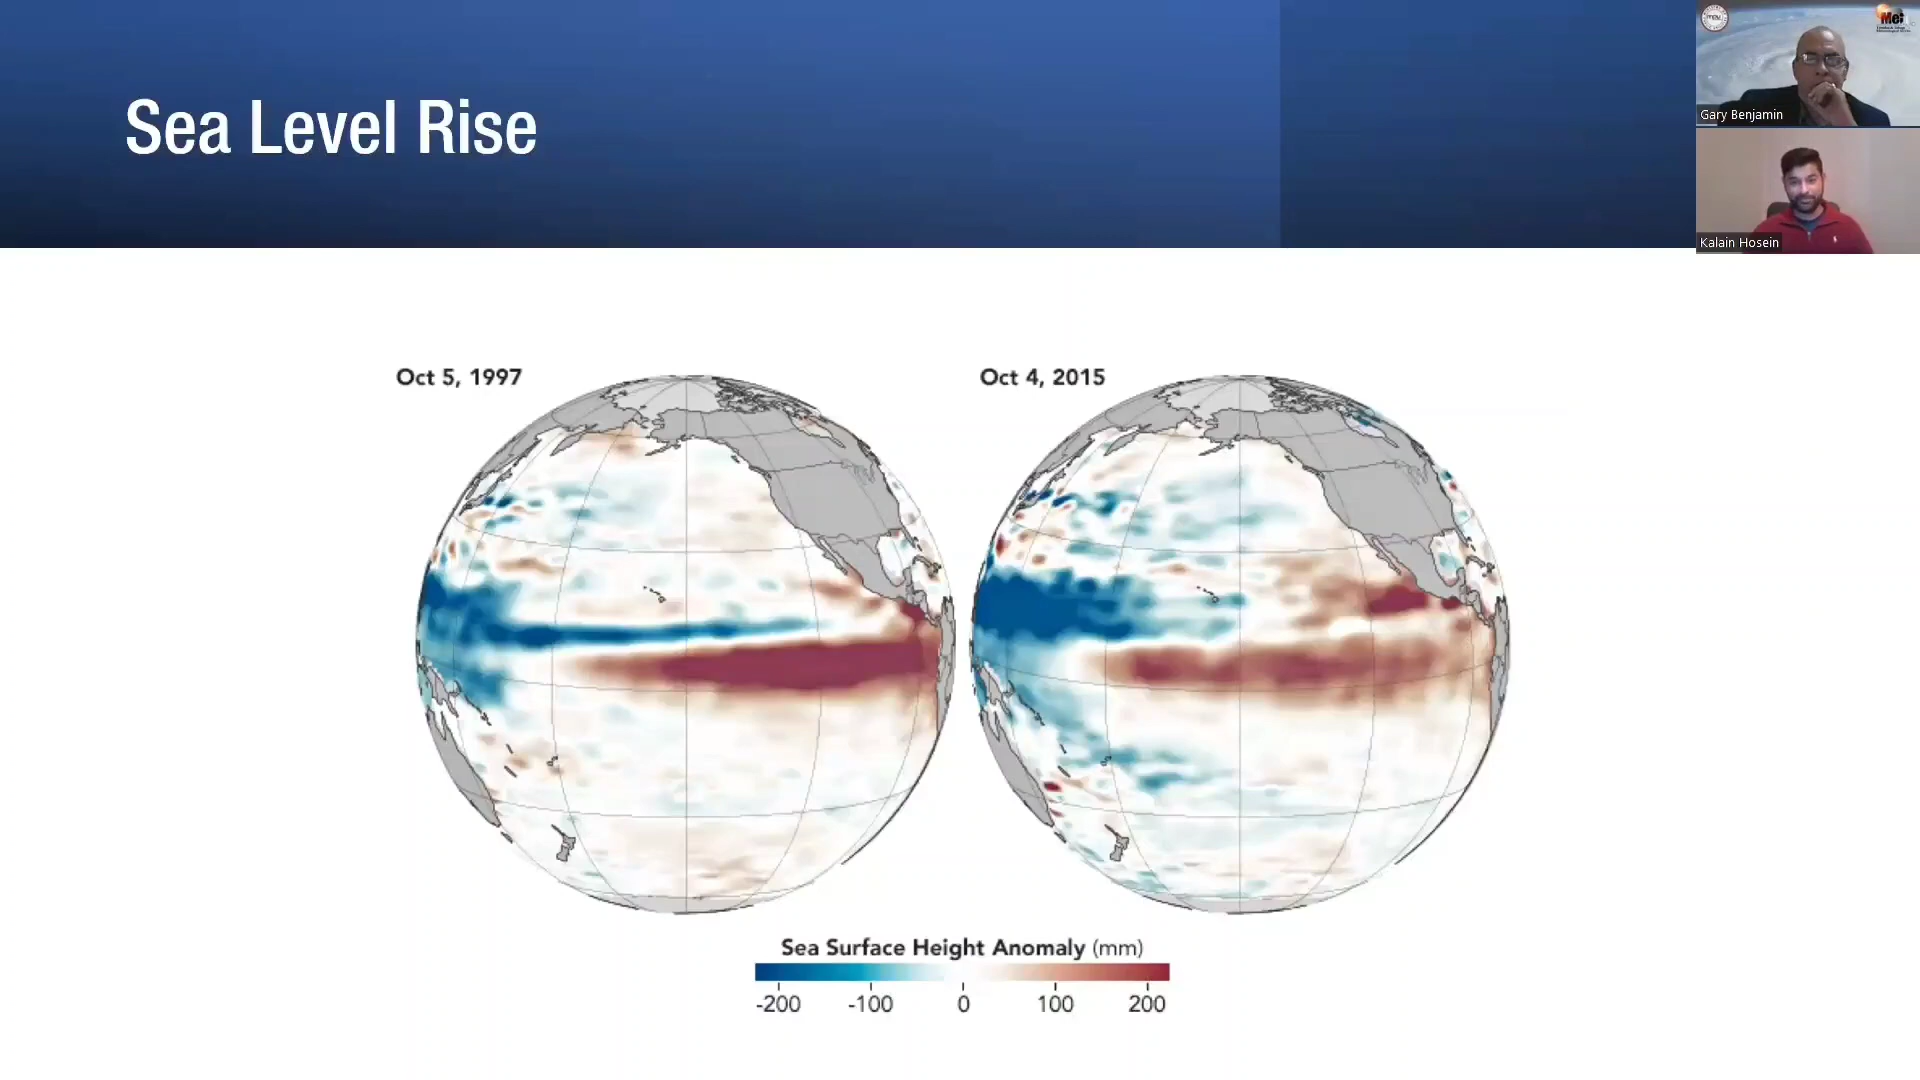 Sea Level Rise
Mei
Gary Benjamin
Kalain Hosein
Oct 5, 1997
Oct 4, 2015
Sea Surface Height Anomaly (mm)
-200 -100 0 100 200